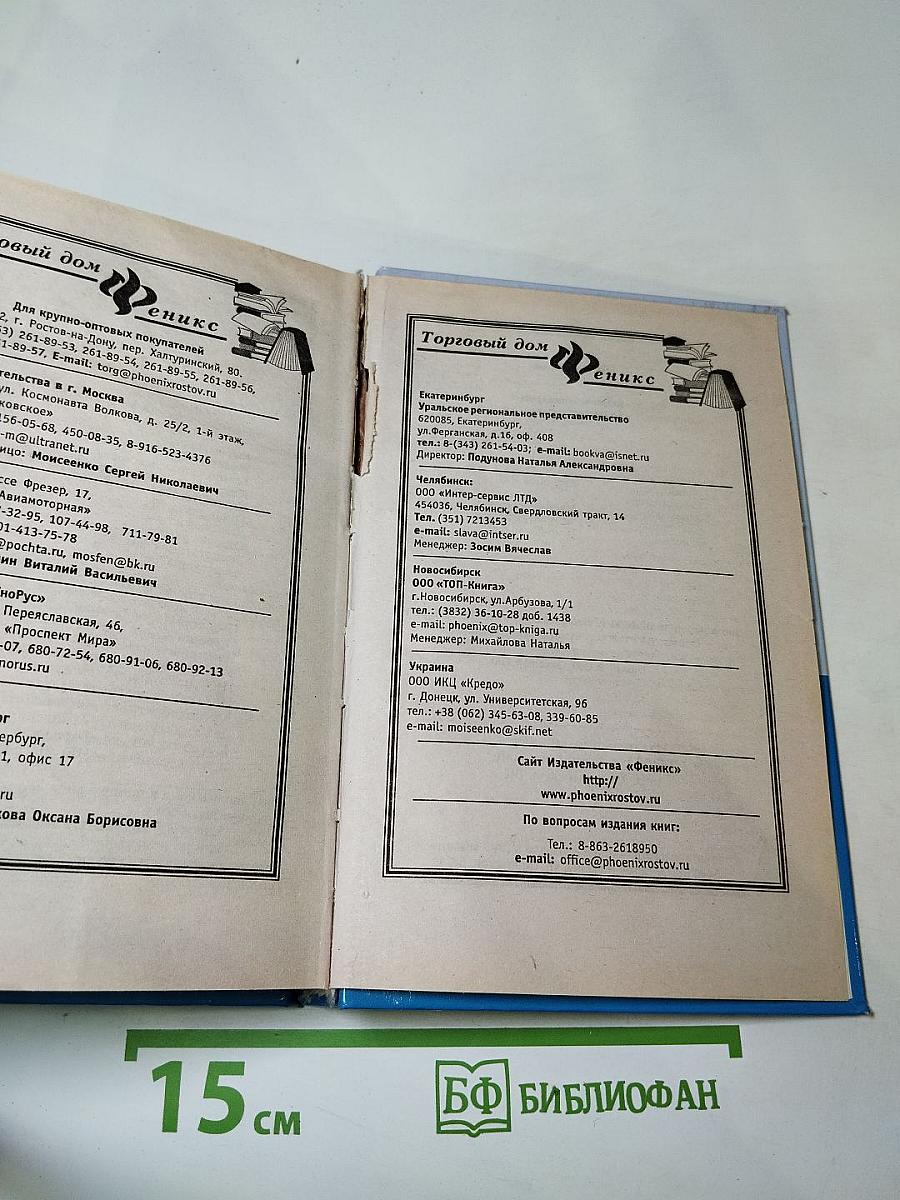 овый дом
Феникс
Для крупно-оптовых покупателей
2, г. Ростов-на-Дону, пер. Халтуринский, 80.
3) 261-89-53, 261-89-54, 261-89-55, 261-89-56,
1-89-57, E-mail: torg@phoenixrostov.ru
тельства в г. Москва
ул. Космонавта Волкова, д. 25/2, 1-й этаж,
ковское»
156-05-68, 450-08-35, 8-916-523-4376
-m@ultranet.ru
лицо: Моисеенко Сергей Николаевич
ссе Фрезер, 17,
Авиамоторная»
7-32-95, 107-44-98, 711-79-81
01-413-75-78
@pochta.ru, mosfen@bk.ru
ин Виталий Васильевич
ноРус»
Переяславская, 46,
«Проспект Мира»
-07, 680-72-54, 680-91-06, 680-92-13
norus.ru
рг
ербург,
1, офис 17
ru
кова Оксана Борисовна
Торговый дом
Феникс
Екатеринбург
Уральское региональное представительство
620085, Екатеринбург,
ул.Ферганская, д.16, оф. 408
тел.: 8-(343) 261-54-03; e-mail: bookva@isnet.ru
Директор: Подунова Наталья Александровна
Челябинск:
ООО «Интер-сервис ЛТД»
454036, Челябинск, Свердловский тракт, 14
Тел. (351) 7213453
e-mail: slava@intser.ru
Менеджер: Зосим Вячеслав
Новосибирск
ООО «ТОП-Книга»
г.Новосибирск, ул.Арбузова, 1/1
тел.: (3832) 36-10-28 доб. 1438
e-mail: phoenix@top-kniga.ru
Менеджер: Михайлова Наталья
Украина
ООО ИКЦ «Кредо»
г. Донецк, ул. Университетская, 96
тел.: +38 (062) 345-63-08, 339-60-85
e-mail: moiseenko@skif.net
Сайт Издательства «Феникс»
http://
www.phoenixrostov.ru
По вопросам издания книг:
Тел.: 8-863-2618950
e-mail: office@phoenixrostov.ru
15 см
БФ БИБЛИОФАН